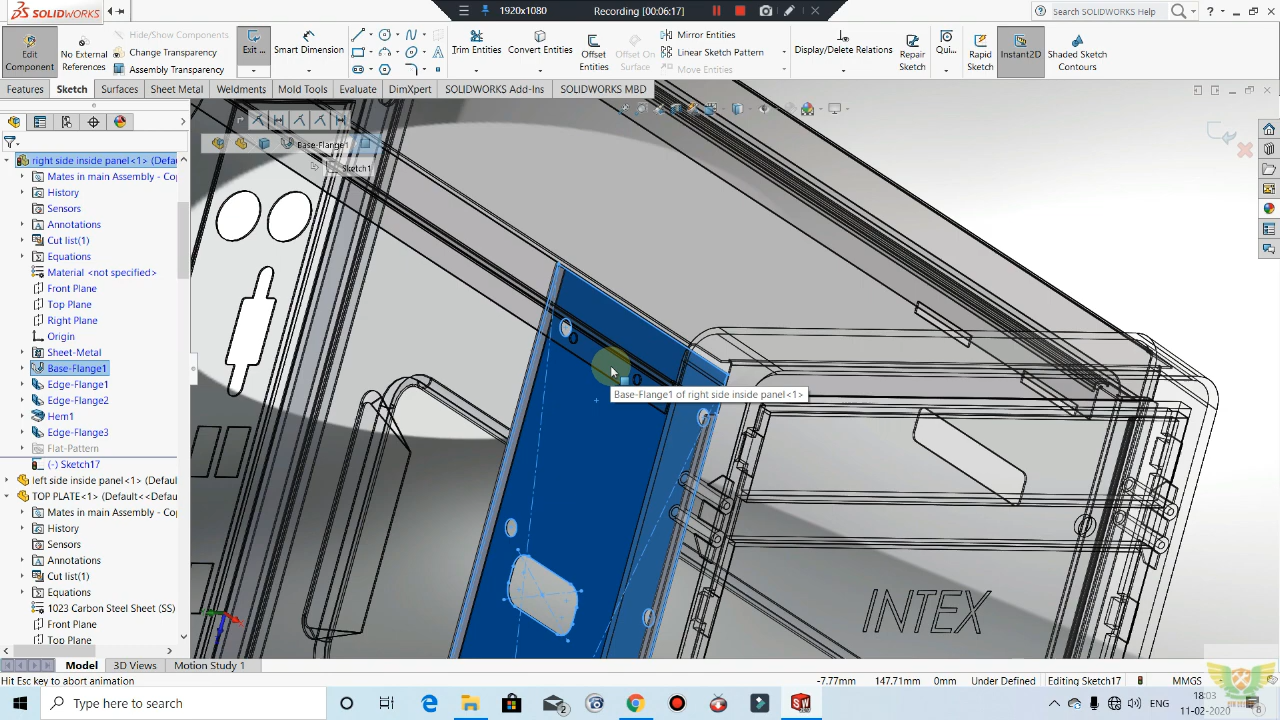 SOLIDWORKS
1920x1080
Recording [00:06:17]
Search SOLIDWORKS Help
Edit Component
No External References
Hide/Show Components
Change Transparency
Assembly Transparency
Exit ...
Smart Dimension
Trim Entities
Convert Entities
Offset Entities
Offset On Surface
Mirror Entities
Linear Sketch Pattern
Move Entities
Display/Delete Relations
Repair Sketch
Qui...
Rapid Sketch
Instant2D
Shaded Sketch Contours
Features
Sketch
Surfaces
Sheet Metal
Weldments
Mold Tools
Evaluate
DimXpert
SOLIDWORKS Add-Ins
SOLIDWORKS MBD
Base-Flange1
Sketch1
right side inside panel<1> (Defau
Mates in main Assembly - Cop
History
Sensors
Annotations
Cut list(1)
Equations
Material <not specified>
Front Plane
Top Plane
Right Plane
Origin
Sheet-Metal
Base-Flange1
Edge-Flange1
Edge-Flange2
Hem1
Edge-Flange3
Flat-Pattern
(-) Sketch17
left side inside panel<1> (Defau
TOP PLATE<1> (Default<<Defau
Mates in main Assembly - Cop
History
Sensors
Annotations
Cut list(1)
Equations
1023 Carbon Steel Sheet (SS)
Front Plane
Top Plane
Base-Flange1 of right side inside panel<1>
INTEX
Model
3D Views
Motion Study 1
Hit Esc key to abort animation
-7.77mm
147.71mm
0mm
Under Defined
Editing Sketch17
MMGS
Type here to search
2
ENG
18:03
11-02-2020